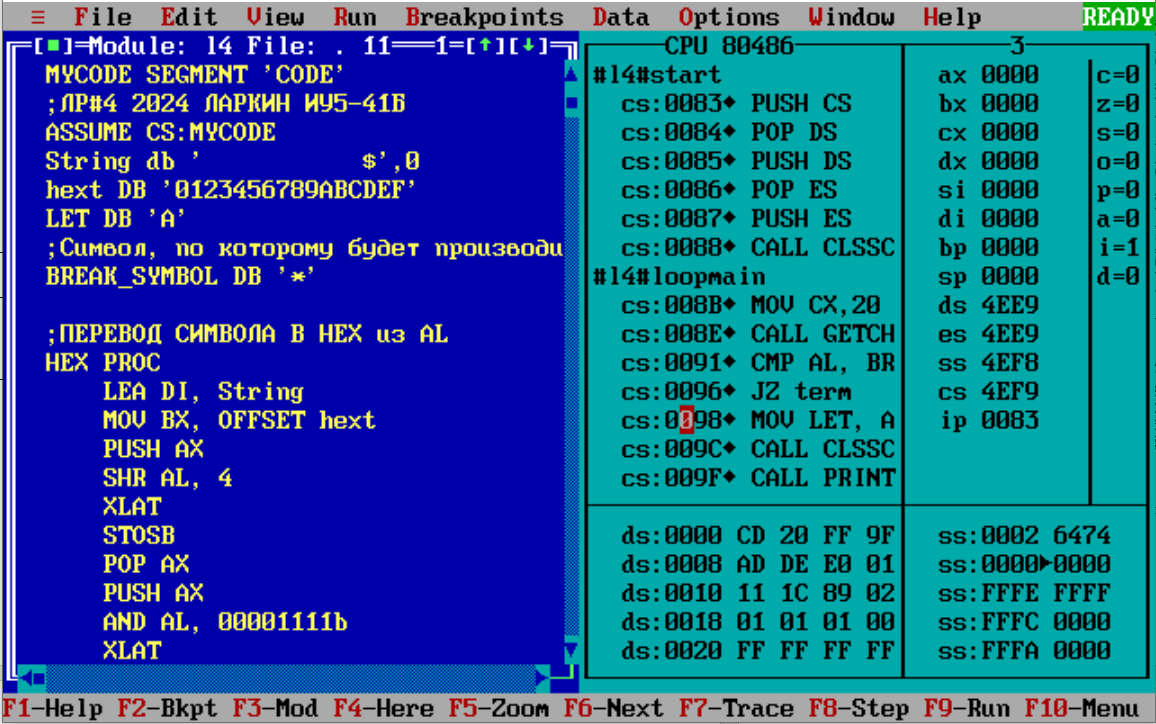 ≡ File Edit View Run Breakpoints Data Options Window Help READY
[■]=Module: l4 File: . 11══1=[↑][↓]
MYCODE SEGMENT 'CODE'
;ЛР#4 2024 ЛАРКИН ИУ5-41В
ASSUME CS:MYCODE
String db '           $',0
hext DB '0123456789ABCDEF'
LET DB 'A'
;Символ, по которому будет производи
BREAK_SYMBOL DB '*'
;ПЕРЕВОД СИМВОЛА В HEX из AL
HEX PROC
LEA DI, String
MOV BX, OFFSET hext
PUSH AX
SHR AL, 4
XLAT
STOSB
POP AX
PUSH AX
AND AL, 00001111b
XLAT
CPU 80486
3
#l4#start
cs:0083♦ PUSH CS
cs:0084♦ POP DS
cs:0085♦ PUSH DS
cs:0086♦ POP ES
cs:0087♦ PUSH ES
cs:0088♦ CALL CLSSC
#l4#loopmain
cs:008B♦ MOV CX,20
cs:008E♦ CALL GETCH
cs:0091♦ CMP AL, BR
cs:0096♦ JZ term
cs:0098♦ MOV LET, A
cs:009C♦ CALL CLSSC
cs:009F♦ CALL PRINT
ax 0000
bx 0000
cx 0000
dx 0000
si 0000
di 0000
bp 0000
sp 0000
ds 4EE9
es 4EE9
ss 4EF8
cs 4EF9
ip 0083
c=0
z=0
s=0
o=0
p=0
a=0
i=1
d=0
ds:0000 CD 20 FF 9F
ds:0008 AD DE E0 01
ds:0010 11 1C 89 02
ds:0018 01 01 01 00
ds:0020 FF FF FF FF
ss:0002 6474
ss:0000►0000
ss:FFFE FFFF
ss:FFFC 0000
ss:FFFA 0000
F1-Help F2-Bkpt F3-Mod F4-Here F5-Zoom F6-Next F7-Trace F8-Step F9-Run F10-Menu